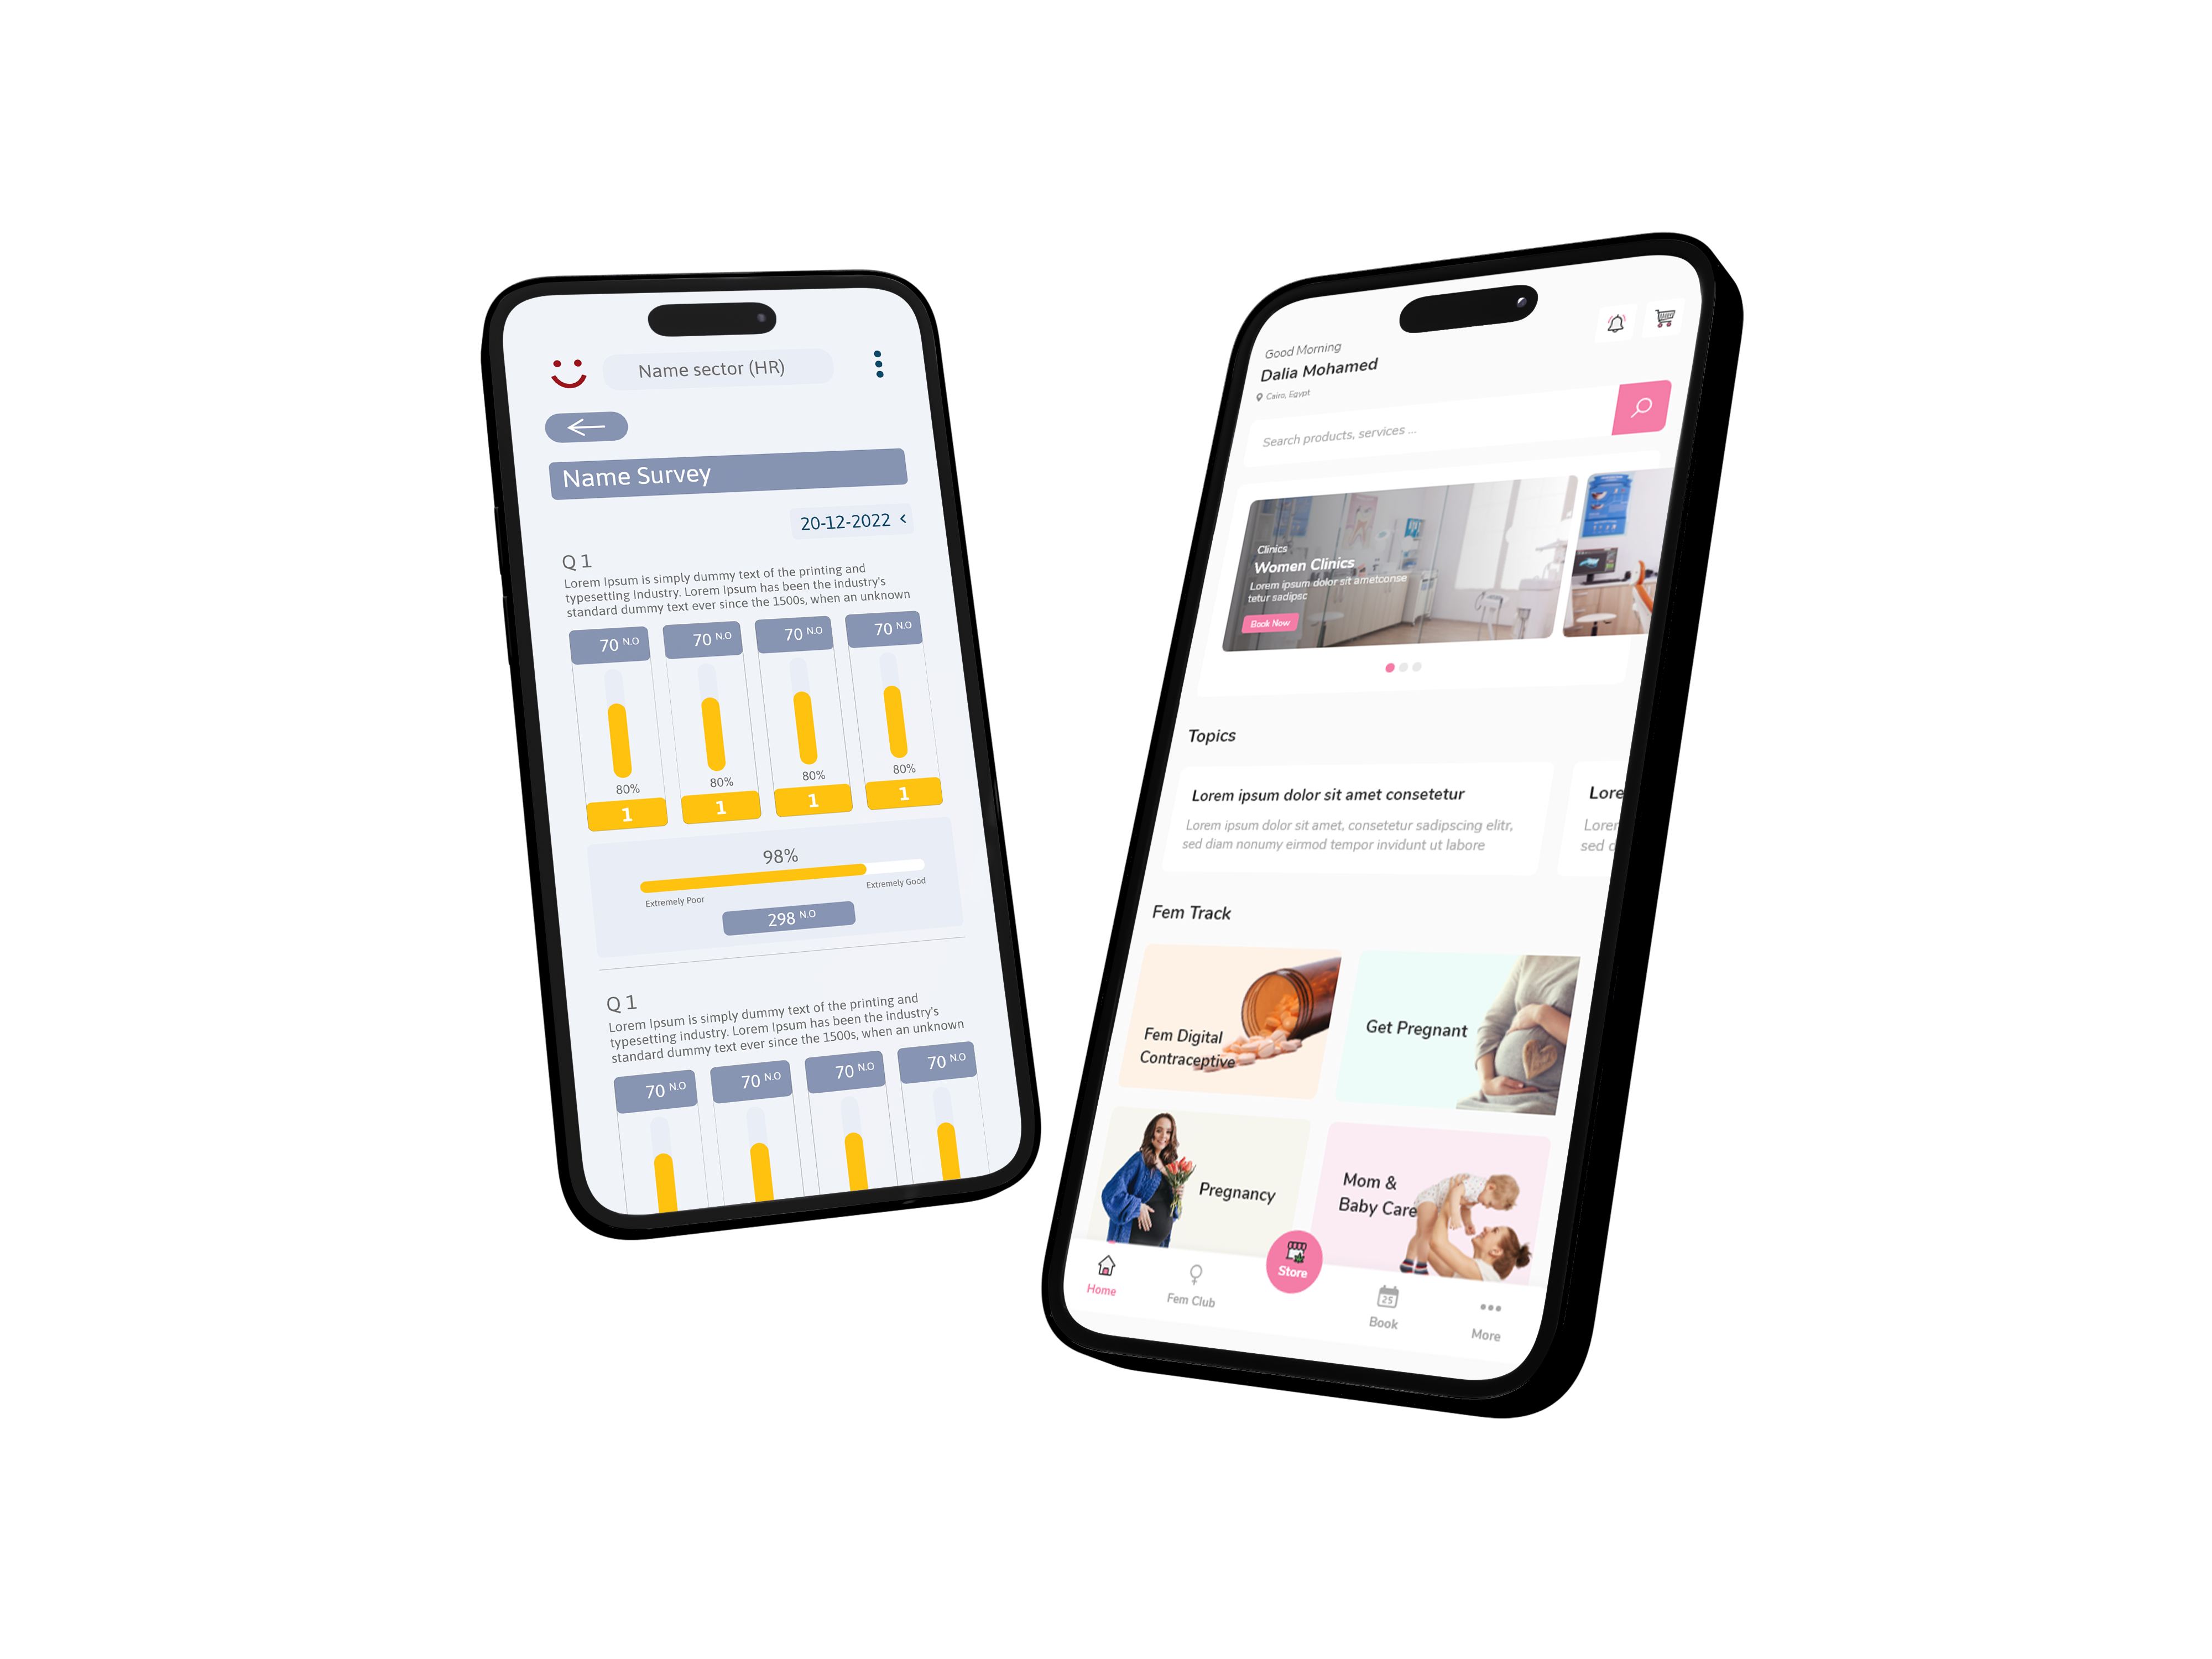 Name sector (HR)
Name Survey
20-12-2022
Q 1
Lorem Ipsum is simply dummy text of the printing and
typesetting industry. Lorem Ipsum has been the industry's
standard dummy text ever since the 1500s, when an unknown
70 N.O 70 N.O 70 N.O 70 N.O
80% 80% 80% 80%
1 1 1 1
98%
Extremely Poor Extremely Good
298 N.O
Q 1
Lorem Ipsum is simply dummy text of the printing and
typesetting industry. Lorem Ipsum has been the industry's
standard dummy text ever since the 1500s, when an unknown
70 N.O 70 N.O 70 N.O 70 N.O
Good Morning
Dalia Mohamed
Cairo, Egypt
Search products, services ...
Clinics
Women Clinics
Lorem ipsum dolor sit ametconse
tetur sadipsc
Book Now
Topics
Lorem ipsum dolor sit amet consetetur
Lorem ipsum dolor sit amet, consetetur sadipscing elitr,
sed diam nonumy eirmod tempor invidunt ut labore
Lore
Lorer
sed d
Fem Track
Fem Digital
Contraceptive
Get Pregnant
Pregnancy
Mom &
Baby Care
Home
Fem Club
Store
25
Book
More